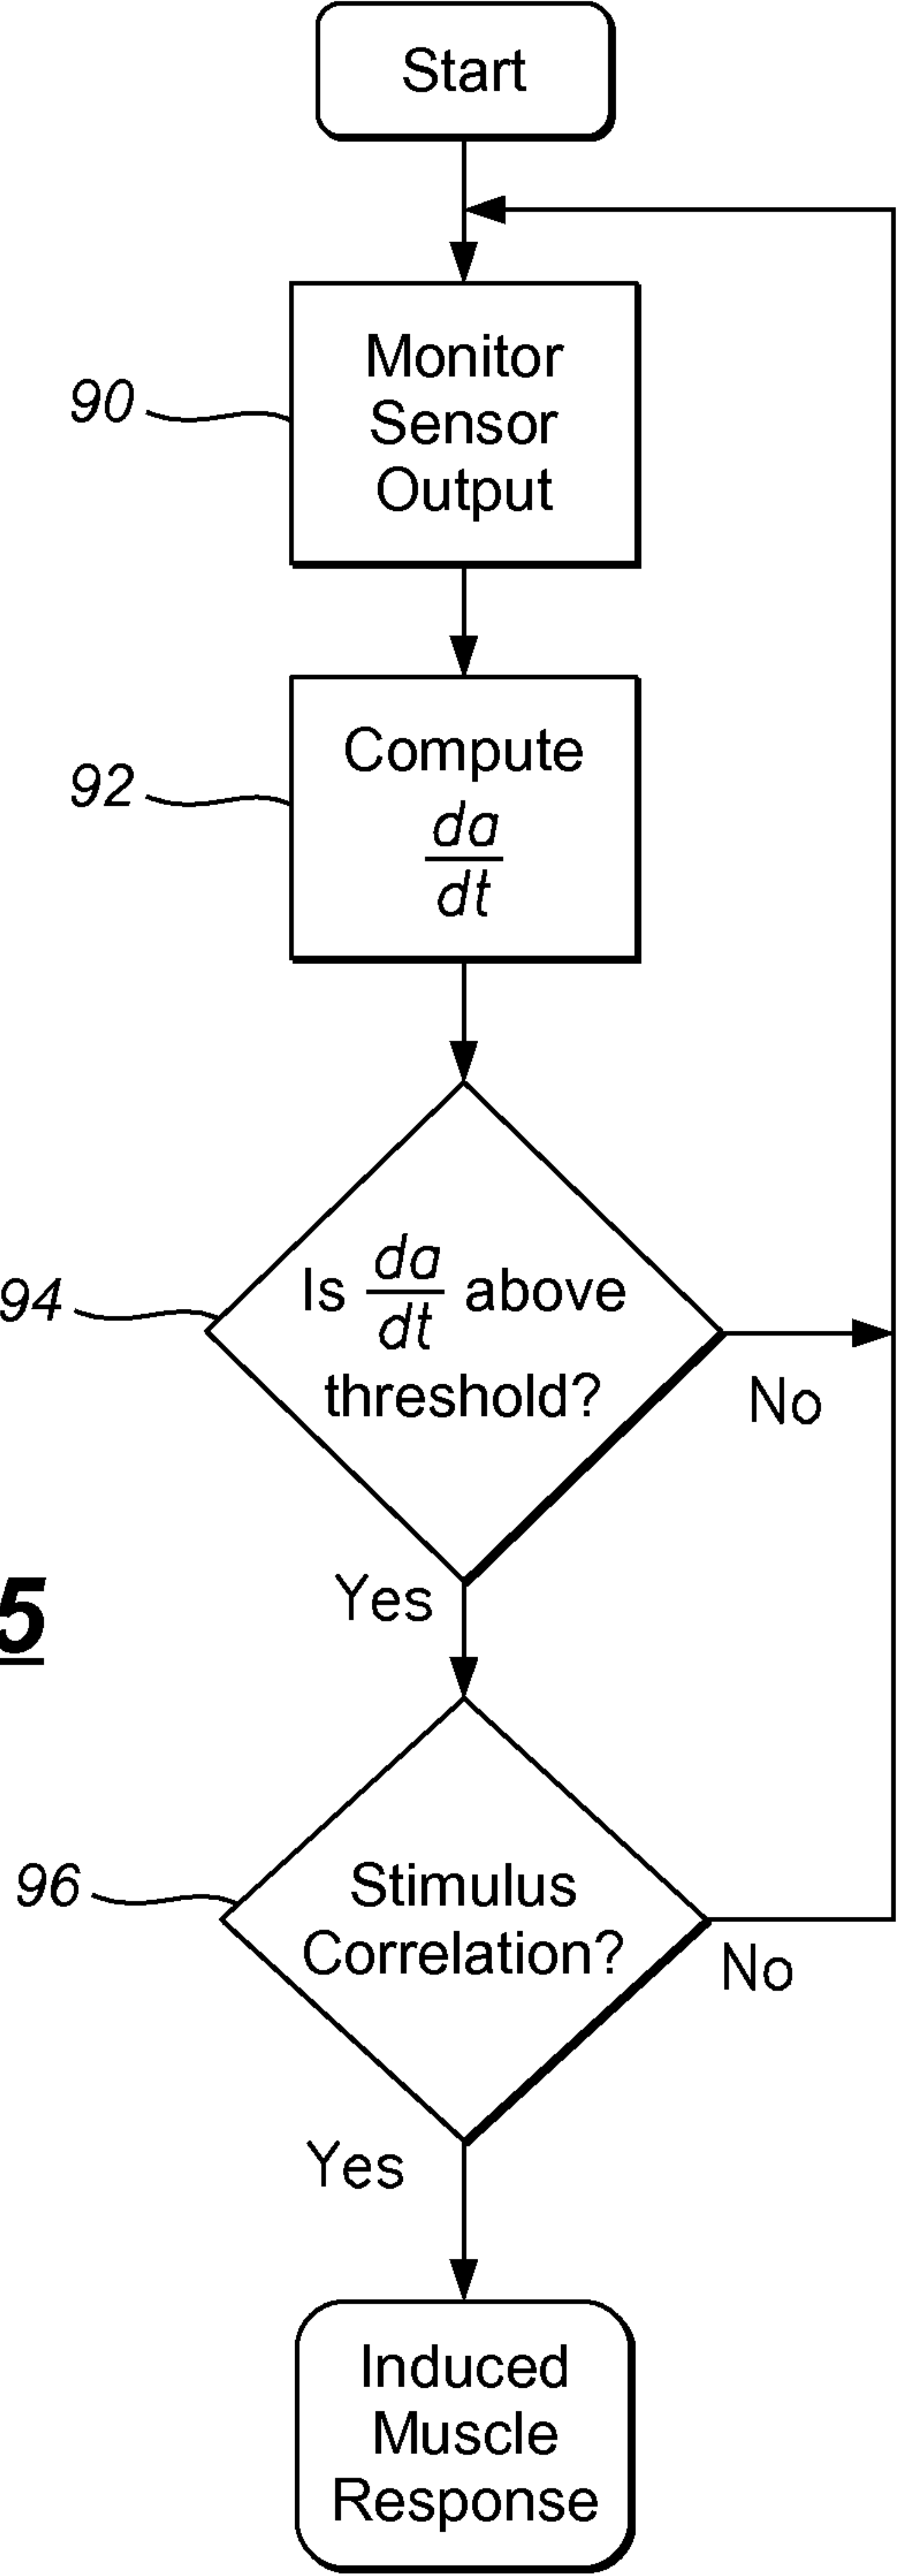 Start
90
Monitor
Sensor
Output
92
Compute
da
dt
94
Is da/dt above
threshold?
No
Yes
5
96
Stimulus
Correlation?
No
Yes
Induced
Muscle
Response